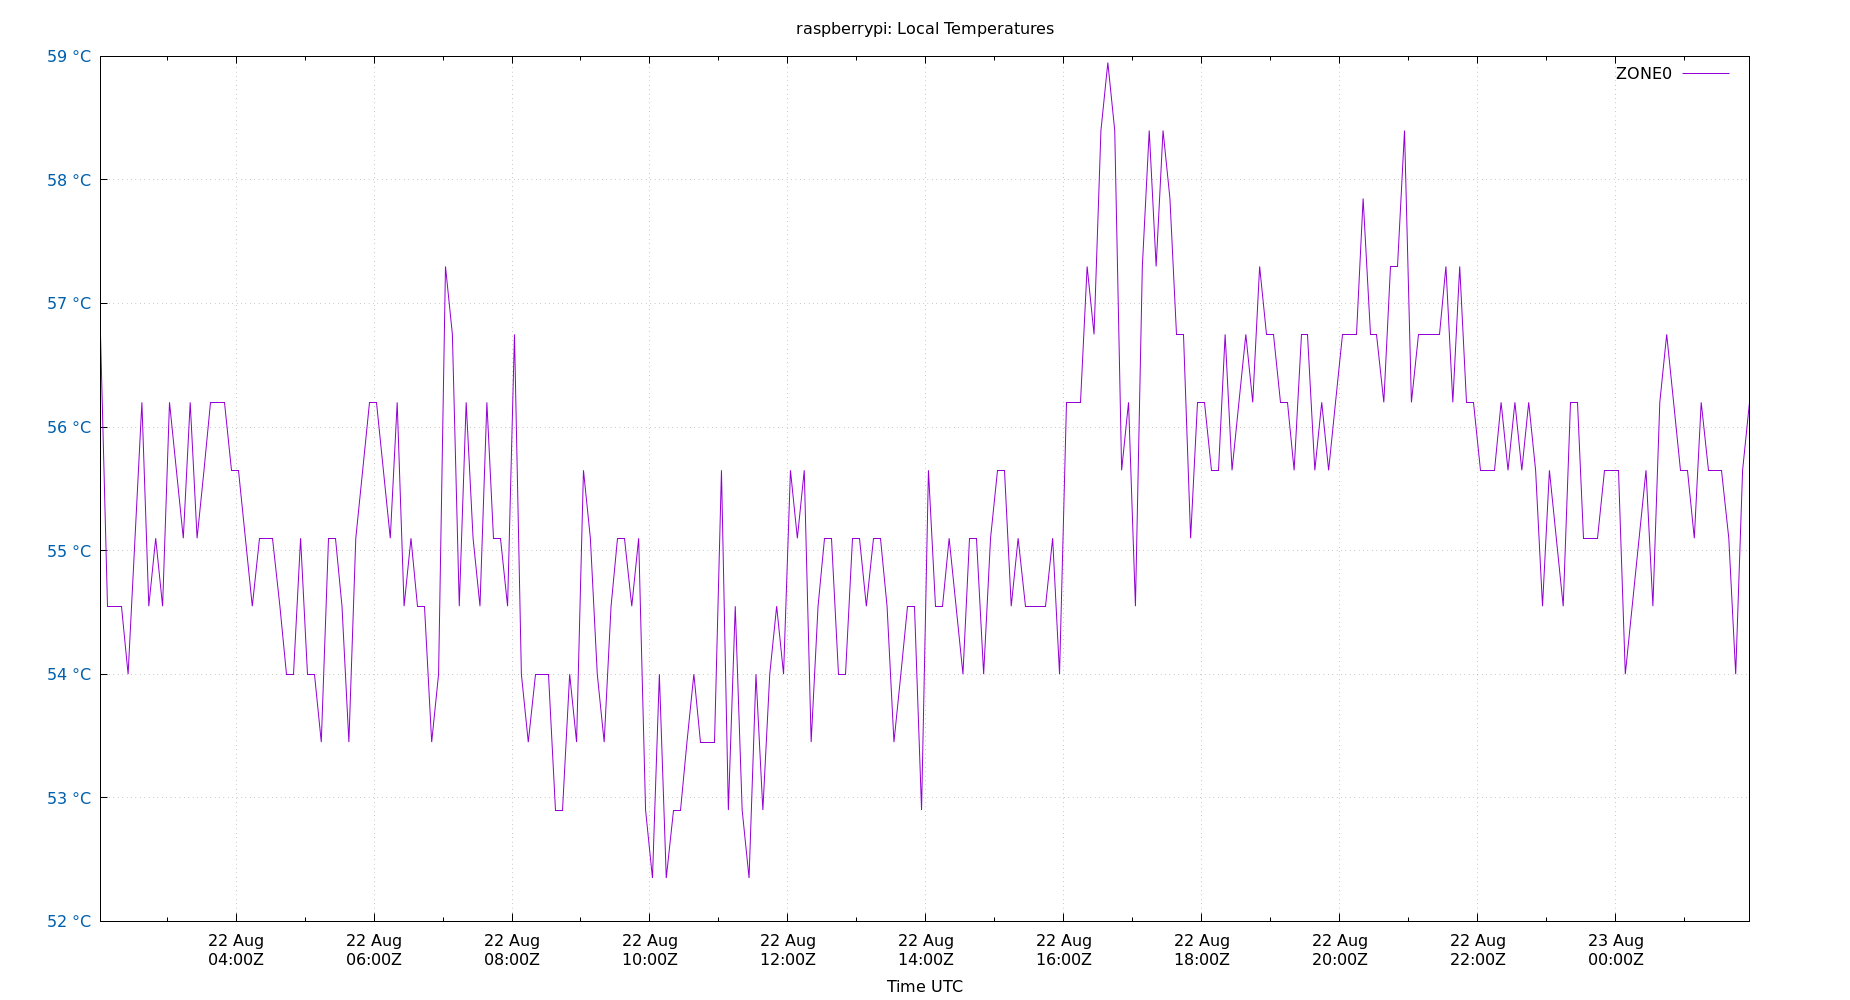 raspberrypi: Local Temperatures
59 °C
ZONE0
58 °C
57 °C
56 °C
55 °C
54 °C
53 °C
52 °C
22 Aug 22 Aug 22 Aug 22 Aug 22 Aug 22 Aug 22 Aug 22 Aug 22 Aug 22 Aug 23 Aug
04:00Z 06:00Z 08:00Z 10:00Z 12:00Z 14:00Z 16:00Z 18:00Z 20:00Z 22:00Z 00:00Z
Time UTC